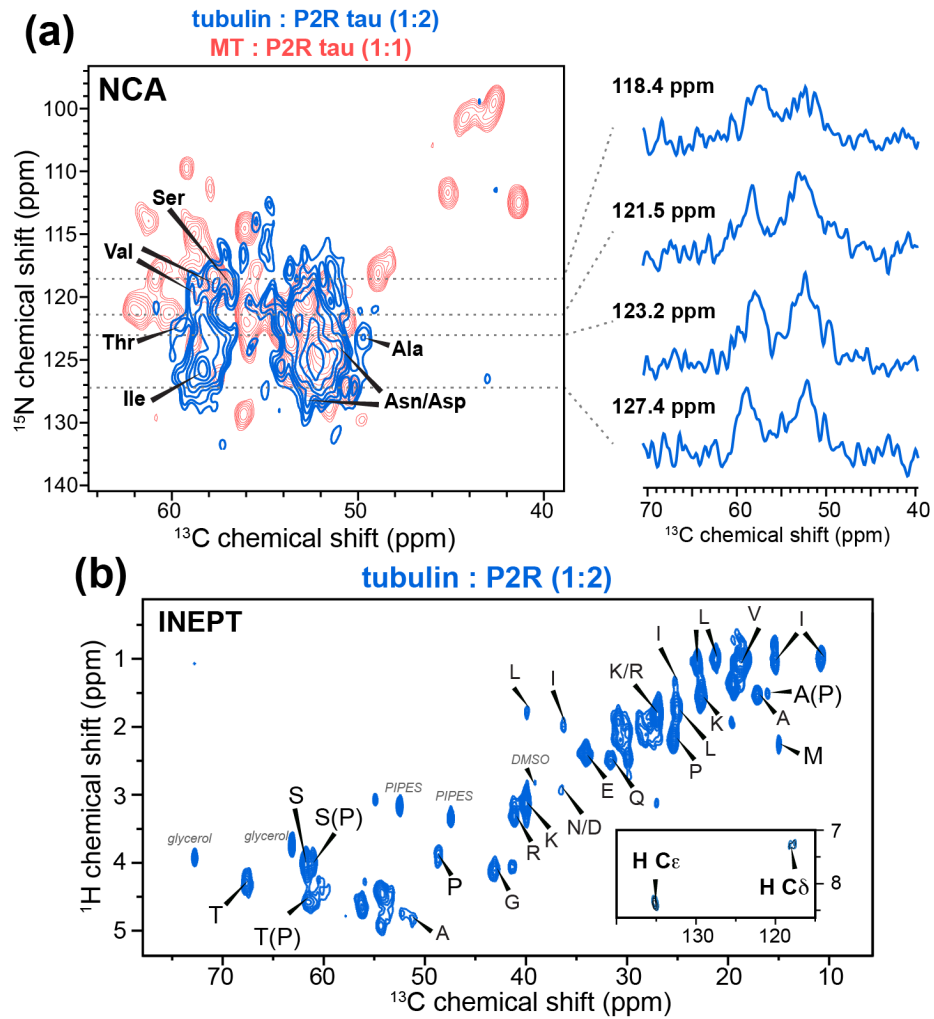 (a)
tubulin : P2R tau (1:2)
MT : P2R tau (1:1)
NCA
100
105
110
115
120
125
130
135
140
15N chemical shift (ppm)
60
50
40
13C chemical shift (ppm)
Ser
Val
Thr
Ile
Ala
Asn/Asp
118.4 ppm
121.5 ppm
123.2 ppm
127.4 ppm
70 60 50 40
13C chemical shift (ppm)
(b)
tubulin : P2R (1:2)
INEPT
1
2
3
4
5
1H chemical shift (ppm)
70 60 50 40 30 20 10
13C chemical shift (ppm)
L
I
K/R
I
L
V
I
A(P)
A
K
L
P
M
DMSO
PIPES
PIPES
E
Q
N/D
K
R
S
S(P)
glycerol
glycerol
T
T(P)
P
G
A
H Cε
H Cδ
7
8
130 120